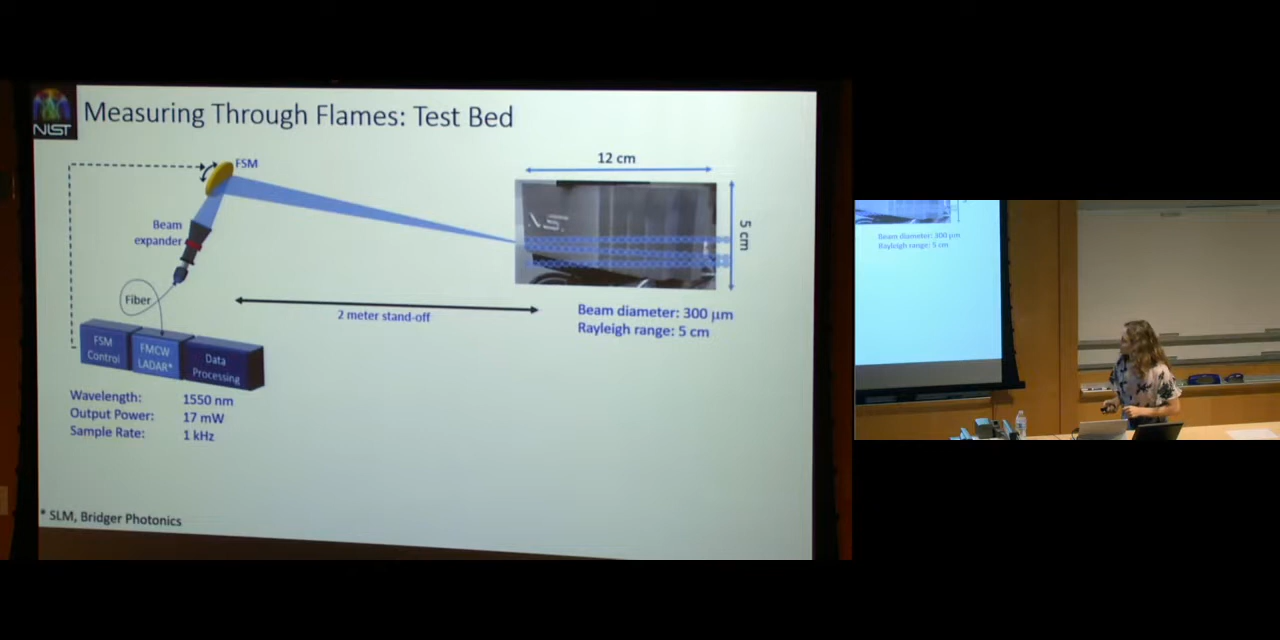 NIST
Measuring Through Flames: Test Bed
FSM
12 cm
Beam
expander
NIST
5 cm
Fiber
2 meter stand-off
Beam diameter: 300 μm
Rayleigh range: 5 cm
FSM
Control
FMCW
LADAR*
Data
Processing
Wavelength: 1550 nm
Output Power: 17 mW
Sample Rate: 1 kHz
* SLM, Bridger Photonics
Beam diameter: 300 μm
Rayleigh range: 5 cm